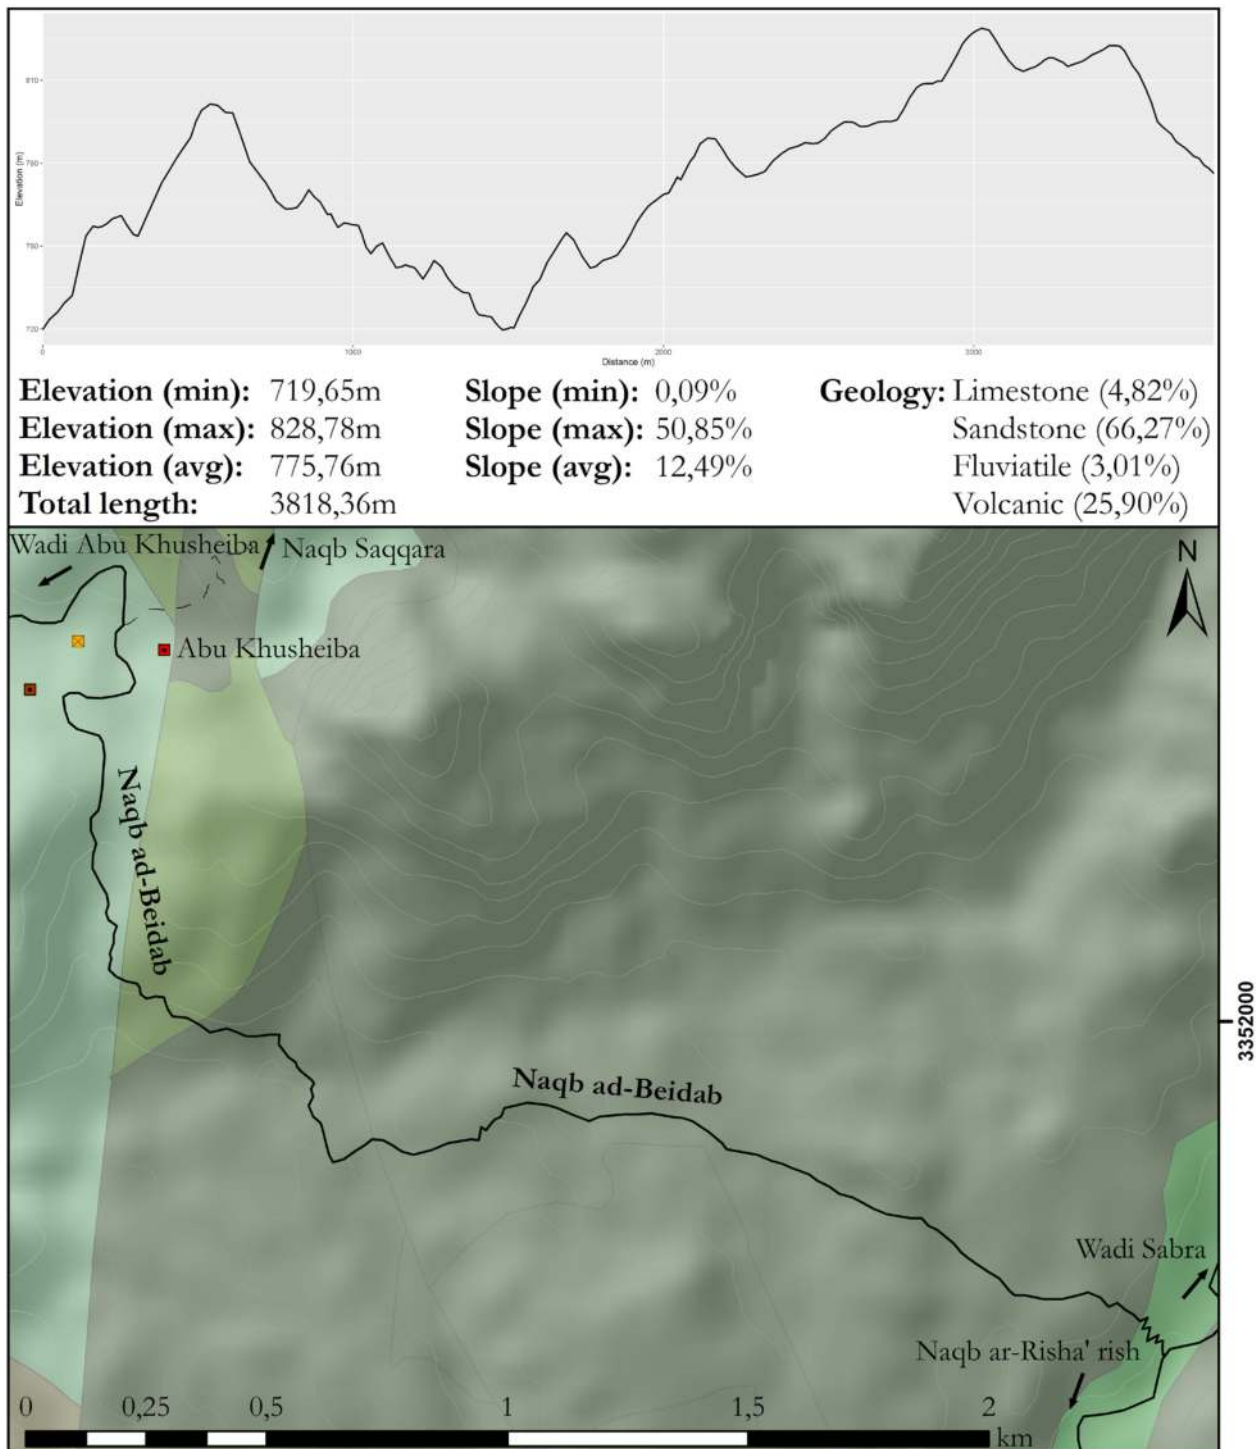 810
780
750
720
Elevation (m)
0 1000 2000 3000
Distance (m)
Elevation (min): 719,65m Slope (min): 0,09% Geology: Limestone (4,82%)
Elevation (max): 828,78m Slope (max): 50,85% Sandstone (66,27%)
Elevation (avg): 775,76m Slope (avg): 12,49% Fluviatile (3,01%)
Total length: 3818,36m Volcanic (25,90%)
Wadi Abu Khusheiba Naqb Saqqara
N
Abu Khusheiba
Naqb ad-Beidab
3352000
Naqb ad-Beidab
Wadi Sabra
Naqb ar-Risha' rish
0 0,25 0,5 1 1,5 2
km